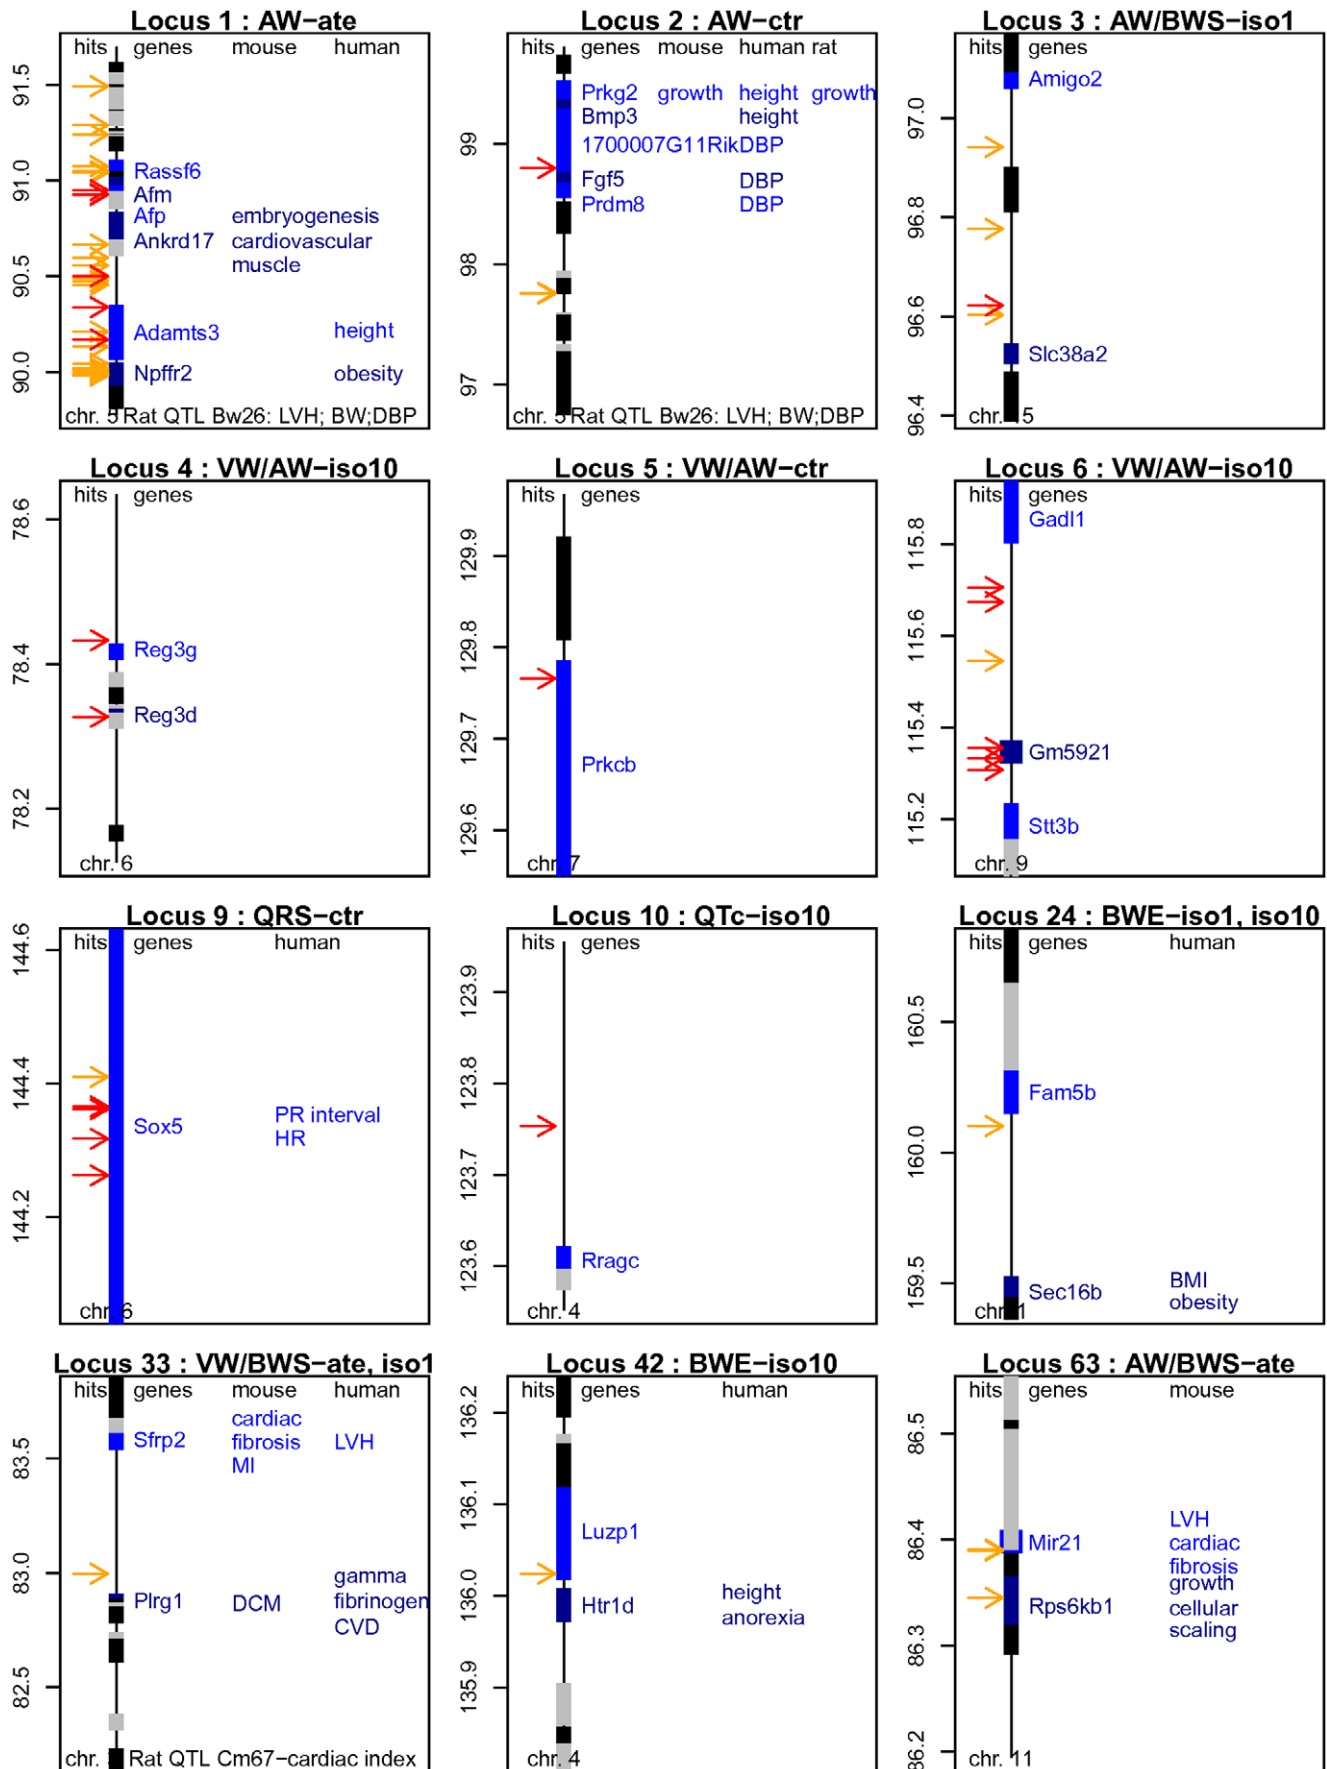 Locus 1 : AW−ate
hits genes mouse human
91.5
91.0
90.5
90.0
Rassf6
Afm
Afp embryogenesis
Ankrd17 cardiovascular
muscle
Adamts3 height
Npffr2 obesity
chr. 5 Rat QTL Bw26: LVH; BW;DBP
Locus 2 : AW−ctr
hits genes mouse human rat
99
98
97
Prkg2 growth height growth
Bmp3 height
1700007G11Rik DBP
Fgf5 DBP
Prdm8 DBP
chr. 5 Rat QTL Bw26: LVH; BW;DBP
Locus 3 : AW/BWS−iso1
hits genes
97.0
96.8
96.6
96.4
Amigo2
Slc38a2
chr. 15
Locus 4 : VW/AW−iso10
hits genes
78.6
78.4
78.2
Reg3g
Reg3d
chr. 6
Locus 5 : VW/AW−ctr
hits genes
129.9
129.8
129.7
129.6
Prkcb
chr. 7
Locus 6 : VW/AW−iso10
hits genes
115.8
115.6
115.4
115.2
Gadl1
Gm5921
Stt3b
chr. 9
Locus 9 : QRS−ctr
hits genes human
144.6
144.4
144.2
Sox5 PR interval
HR
chr. 6
Locus 10 : QTc−iso10
hits genes
123.9
123.8
123.7
123.6
Rragc
chr. 4
Locus 24 : BWE−iso1, iso10
hits genes human
160.5
160.0
159.5
Fam5b
Sec16b BMI
obesity
chr. 1
Locus 33 : VW/BWS−ate, iso1
hits genes mouse human
83.5
83.0
82.5
cardiac
Sfrp2 fibrosis LVH
MI
gamma
Plrg1 DCM fibrinogen
CVD
chr. Rat QTL Cm67−cardiac index
Locus 42 : BWE−iso10
hits genes human
136.2
136.1
136.0
135.9
Luzp1
Htr1d height
anorexia
chr. 4
Locus 63 : AW/BWS−ate
hits genes mouse
86.5
86.4
86.3
86.2
LVH
Mir21 cardiac
fibrosis
growth
Rps6kb1 cellular
scaling
chr. 11